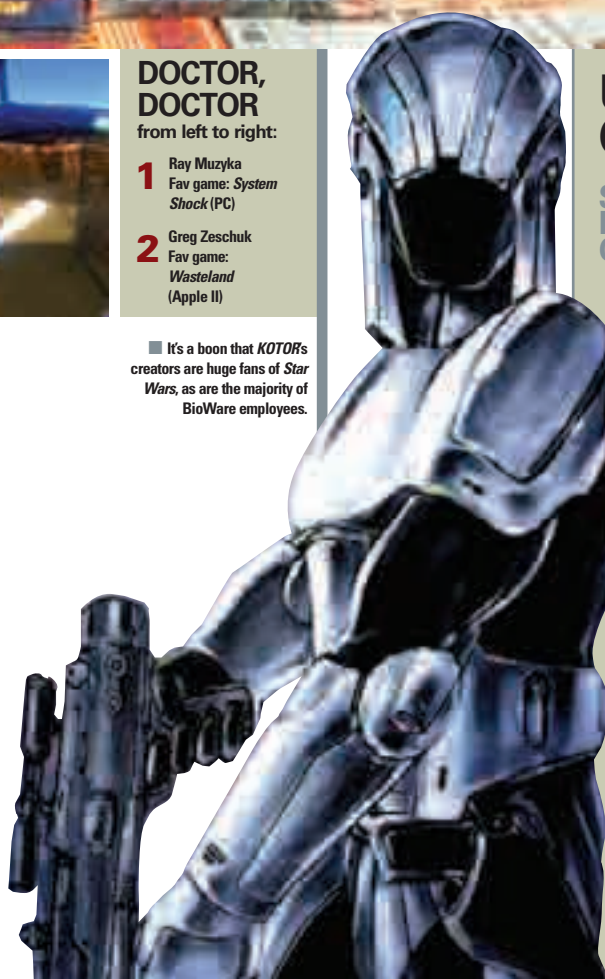 DOCTOR,
DOCTOR
from left to right:
1 Ray Muzyka
Fav game: System
Shock (PC)
2 Greg Zeschuk
Fav game:
Wasteland
(Apple II)
It's a boon that KOTOR's
creators are huge fans of Star
Wars, as are the majority of
BioWare employees.